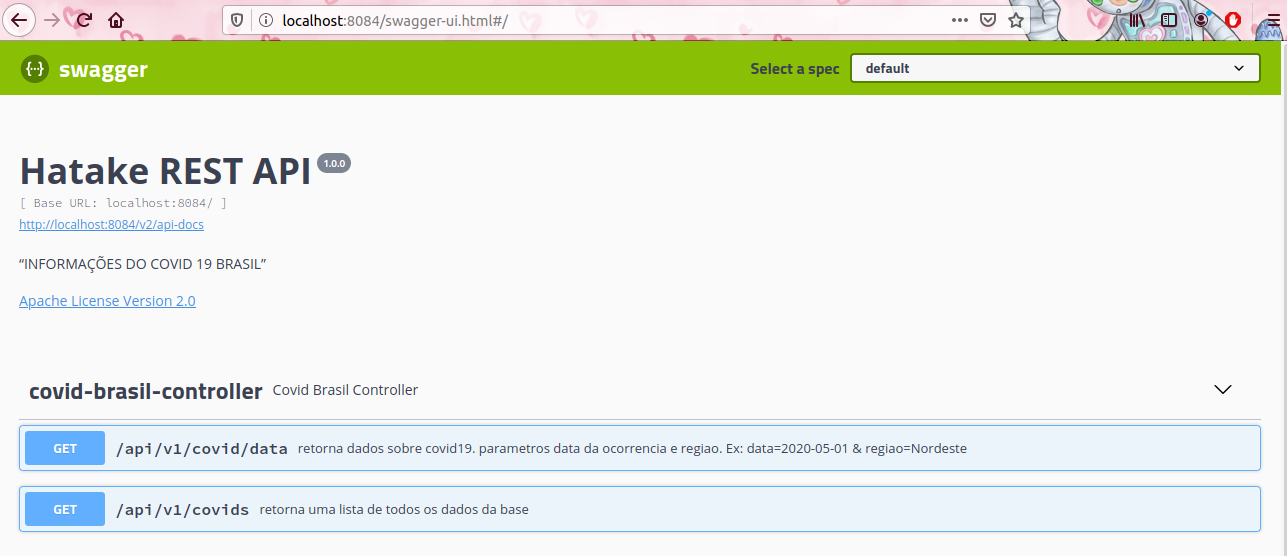 localhost:8084/swagger-ui.html#/
{··} swagger
Select a spec default
Hatake REST API 1.0.0
[ Base URL: localhost:8084/ ]
http://localhost:8084/v2/api-docs
“INFORMAÇÕES DO COVID 19 BRASIL”
Apache License Version 2.0
covid-brasil-controller Covid Brasil Controller
GET /api/v1/covid/data retorna dados sobre covid19. parametros data da ocorrencia e regiao. Ex: data=2020-05-01 & regiao=Nordeste
GET /api/v1/covids retorna uma lista de todos os dados da base